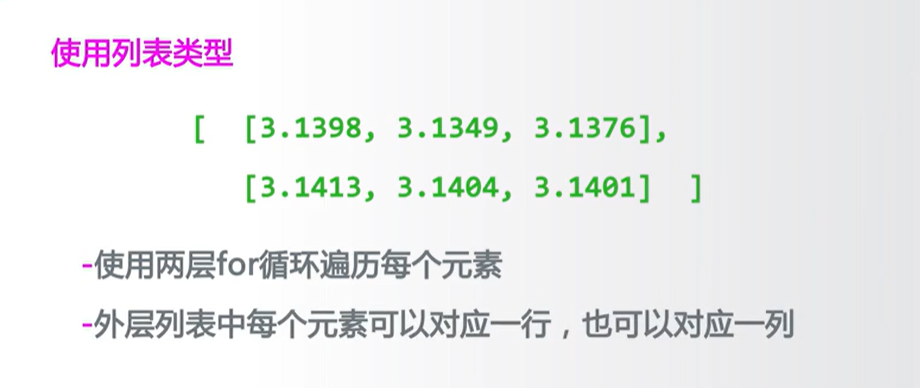 使用列表类型
[ [3.1398, 3.1349, 3.1376],
[3.1413, 3.1404, 3.1401] ]
-使用两层for循环遍历每个元素
-外层列表中每个元素可以对应一行，也可以对应一列